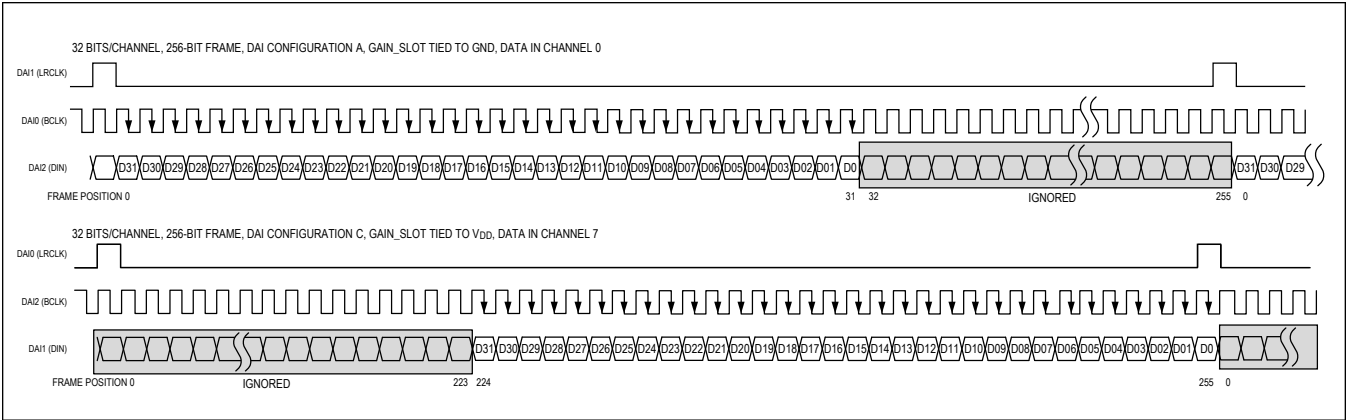 32 BITS/CHANNEL, 256-BIT FRAME, DAI CONFIGURATION A, GAIN_SLOT TIED TO GND, DATA IN CHANNEL 0
DAI1 (LRCLK)
DAI0 (BCLK)
DAI2 (DIN) D31 D30 D29 D28 D27 D26 D25 D24 D23 D22 D21 D20 D19 D18 D17 D16 D15 D14 D13 D12 D11 D10 D09 D08 D07 D06 D05 D04 D03 D02 D01 D0 D31 D30 D29
FRAME POSITION 0 31 32 IGNORED 255 0
32 BITS/CHANNEL, 256-BIT FRAME, DAI CONFIGURATION C, GAIN_SLOT TIED TO VDD, DATA IN CHANNEL 7
DAI0 (LRCLK)
DAI2 (BCLK)
DAI1 (DIN) D31 D30 D29 D28 D27 D26 D25 D24 D23 D22 D21 D20 D19 D18 D17 D16 D15 D14 D13 D12 D11 D10 D09 D08 D07 D06 D05 D04 D03 D02 D01 D0
FRAME POSITION 0 IGNORED 223 224 255 0